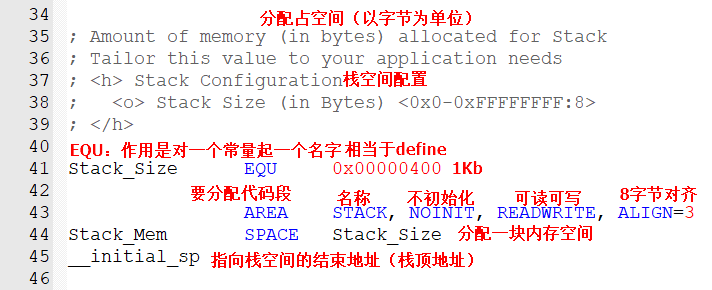 34 分配占空间（以字节为单位）
35 ; Amount of memory (in bytes) allocated for Stack
36 ; Tailor this value to your application needs
37 ; <h> Stack Configuration栈空间配置
38 ;   <o> Stack Size (in Bytes) <0x0-0xFFFFFFFF:8>
39 ; </h>
40 EQU：作用是对一个常量起一个名字 相当于define
41 Stack_Size EQU 0x00000400 1Kb
42 要分配代码段 名称 不初始化 可读可写 8字节对齐
43 AREA STACK, NOINIT, READWRITE, ALIGN=3
44 Stack_Mem SPACE Stack_Size 分配一块内存空间
45 __initial_sp 指向栈空间的结束地址（栈顶地址）
46